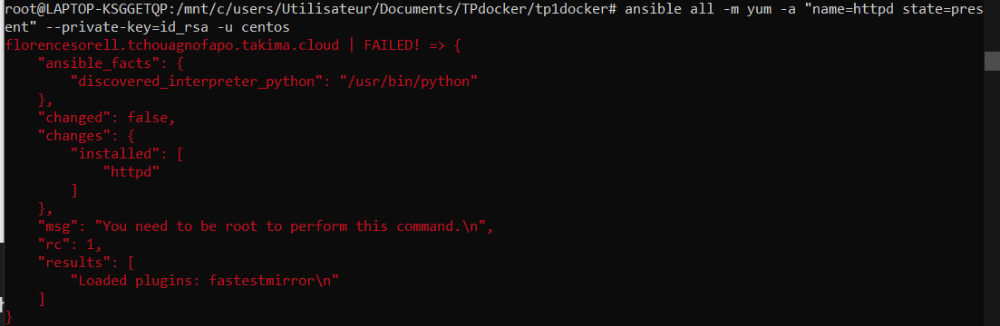 root@LAPTOP-KSGGETQP:/mnt/c/users/Utilisateur/Documents/TPdocker/tp1docker# ansible all -m yum -a "name=httpd state=pres
ent" --private-key=id_rsa -u centos
florencesorell.tchouagnofapo.takima.cloud | FAILED! => {
    "ansible_facts": {
        "discovered_interpreter_python": "/usr/bin/python"
    },
    "changed": false,
    "changes": {
        "installed": [
            "httpd"
        ]
    },
    "msg": "You need to be root to perform this command.\n",
    "rc": 1,
    "results": [
        "Loaded plugins: fastestmirror\n"
    ]
}